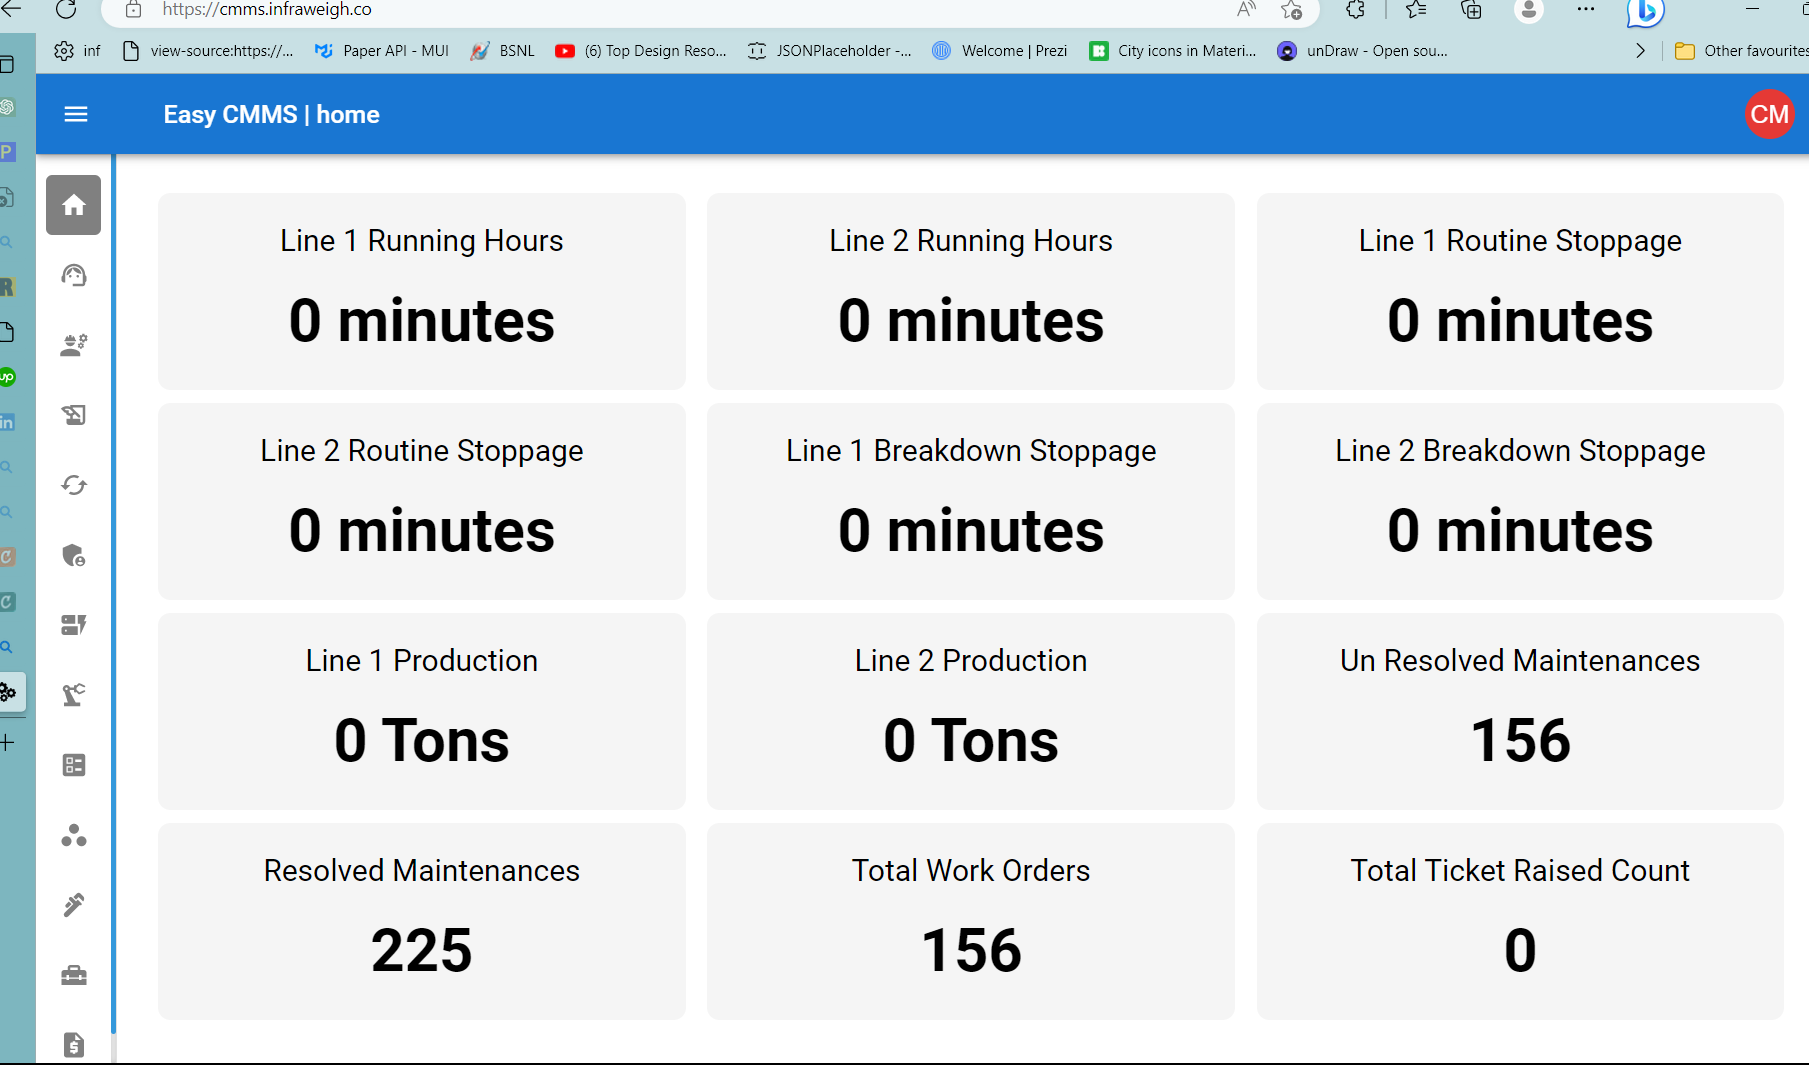 https://cmms.infraweigh.co
inf
view-source:https://...
Paper API - MUI
BSNL
(6) Top Design Reso...
JSONPlaceholder -...
Welcome | Prezi
City icons in Materi...
unDraw - Open sou...
Other favourites
Easy CMMS | home
CM
Line 1 Running Hours
0 minutes
Line 2 Running Hours
0 minutes
Line 1 Routine Stoppage
0 minutes
Line 2 Routine Stoppage
0 minutes
Line 1 Breakdown Stoppage
0 minutes
Line 2 Breakdown Stoppage
0 minutes
Line 1 Production
0 Tons
Line 2 Production
0 Tons
Un Resolved Maintenances
156
Resolved Maintenances
225
Total Work Orders
156
Total Ticket Raised Count
0
P
R
up
in